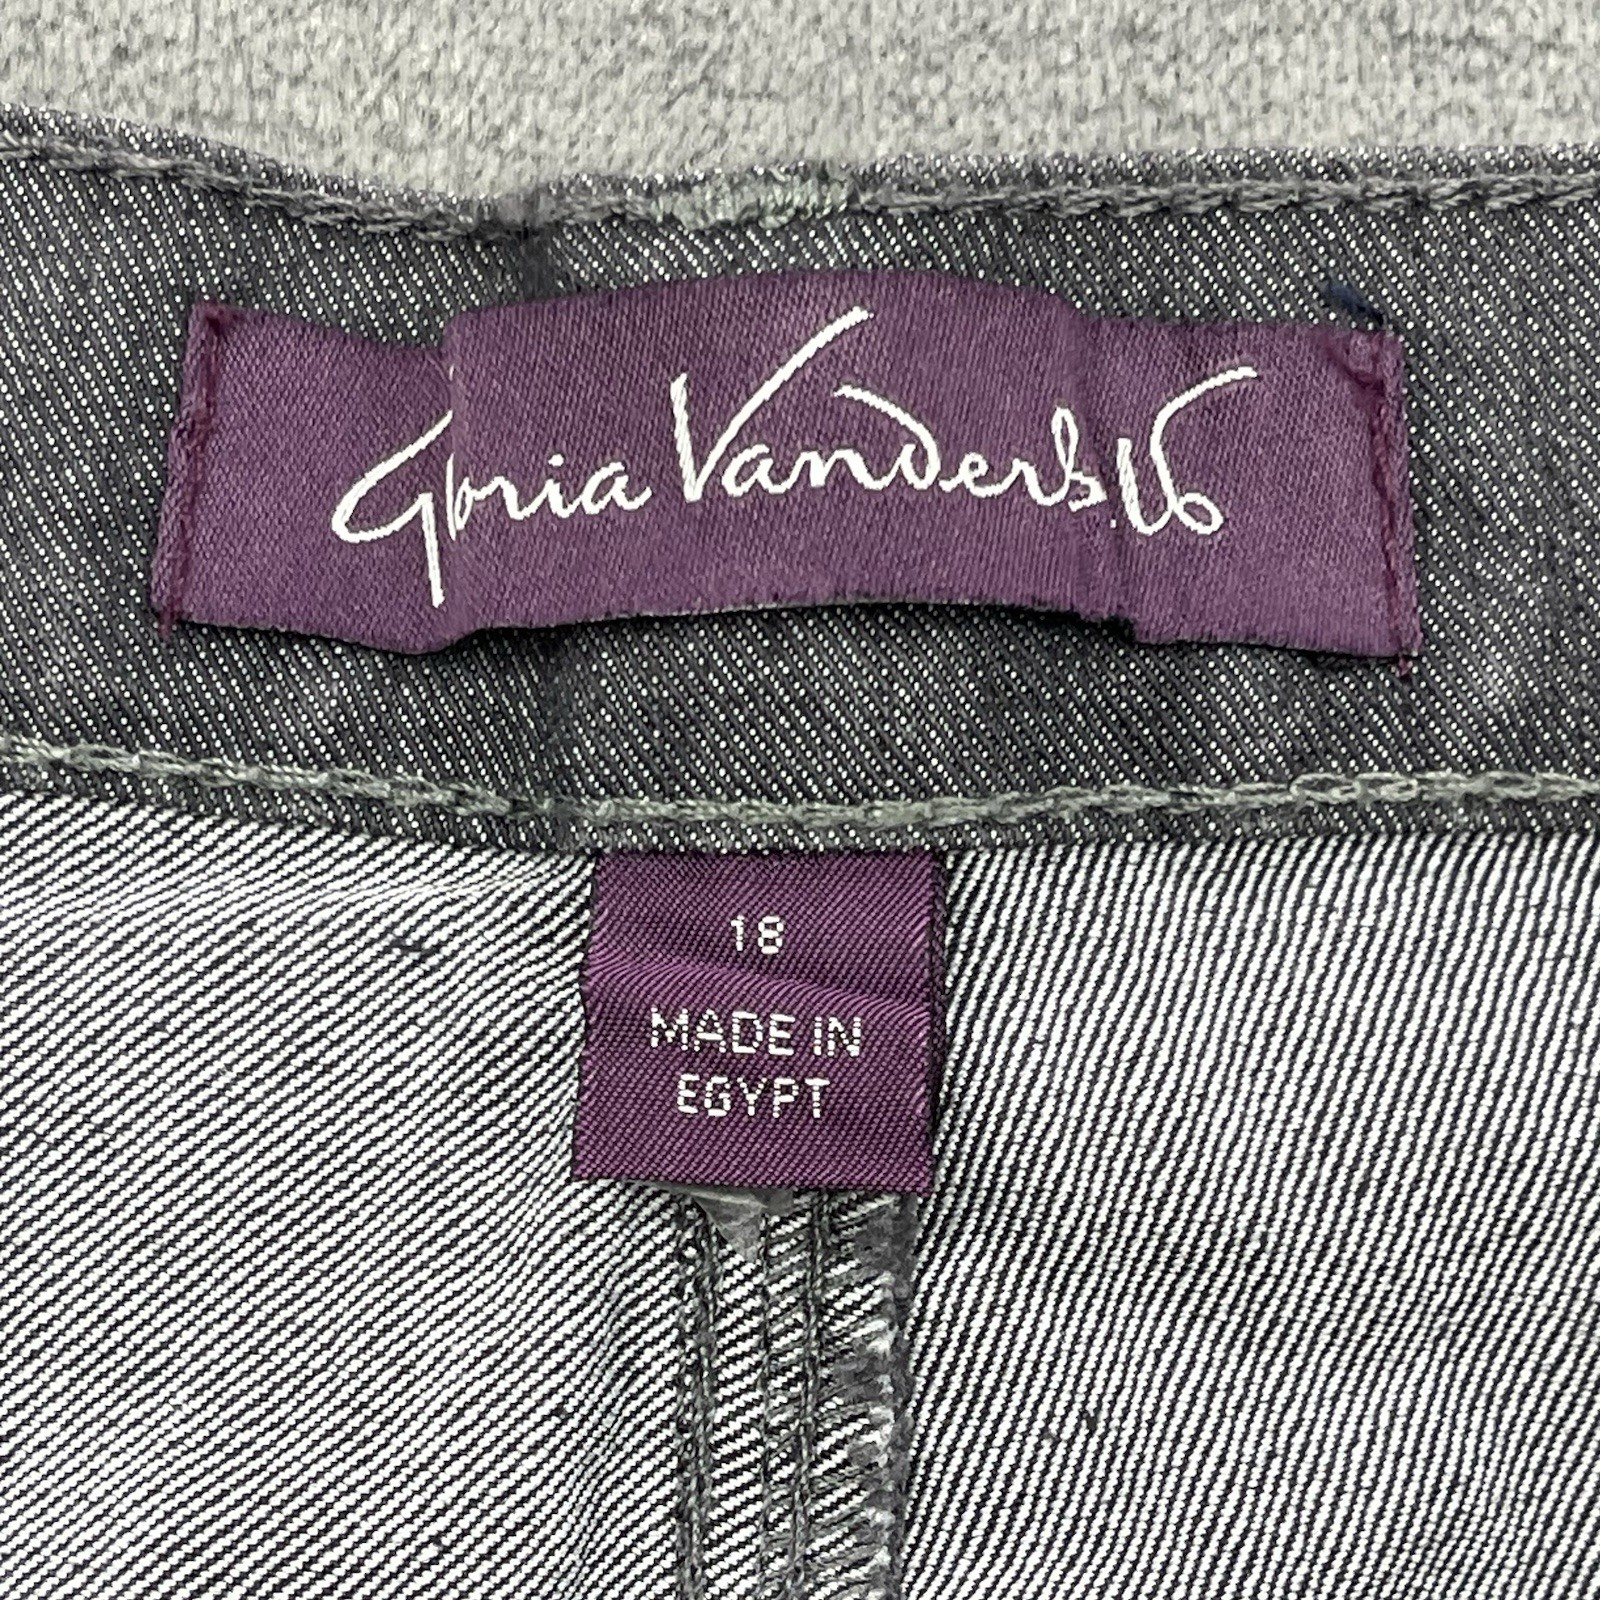 Gloria Vanderbilt
18
MADE IN
EGYPT